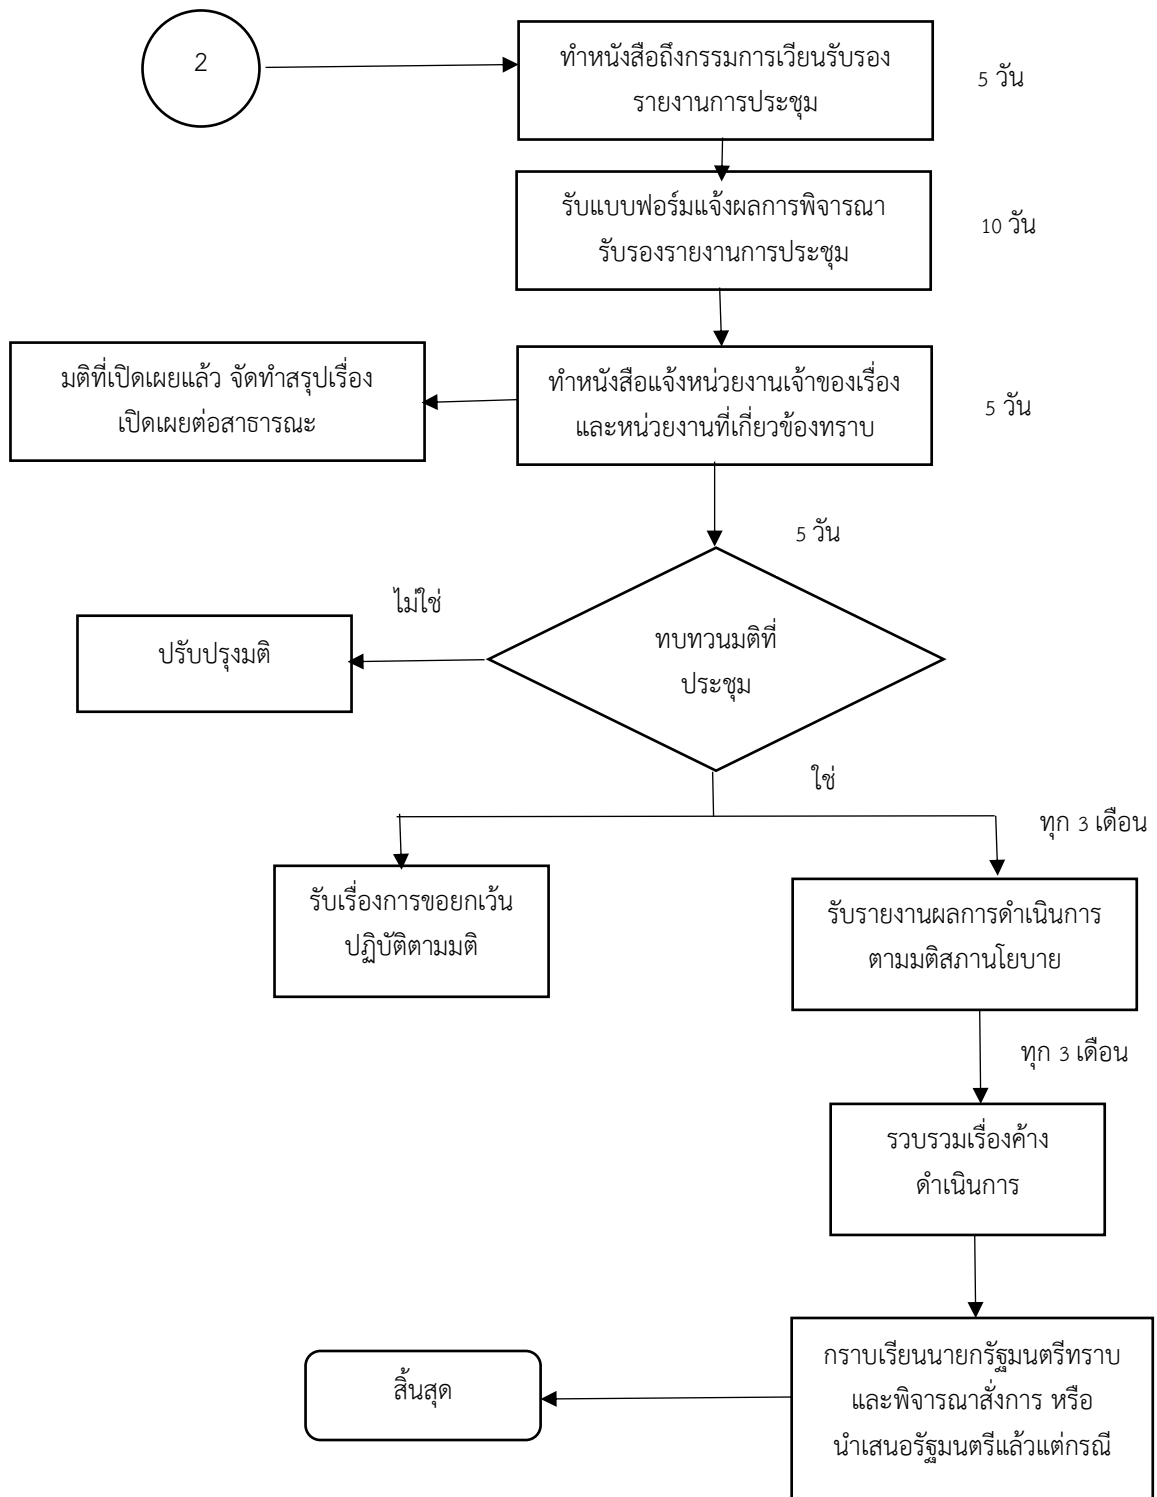 2
ทำหนังสือถึงกรรมการเวียนรับรอง
รายงานการประชุม
5 วัน
รับแบบฟอร์มแจ้งผลการพิจารณา
รับรองรายงานการประชุม
10 วัน
มติที่เปิดเผยแล้ว จัดทำสรุปเรื่อง
เปิดเผยต่อสาธารณะ
ทำหนังสือแจ้งหน่วยงานเจ้าของเรื่อง
และหน่วยงานที่เกี่ยวข้องทราบ
5 วัน
5 วัน
ไม่ใช่
ปรับปรุงมติ
ทบทวนมติที่
ประชุม
ใช่
ทุก 3 เดือน
รับเรื่องการขอยกเว้น
ปฏิบัติตามมติ
รับรายงานผลการดำเนินการ
ตามมติสภานโยบาย
ทุก 3 เดือน
รวบรวมเรื่องค้าง
ดำเนินการ
กราบเรียนนายกรัฐมนตรีทราบ
และพิจารณาสั่งการ หรือ
นำเสนอรัฐมนตรีแล้วแต่กรณี
สิ้นสุด